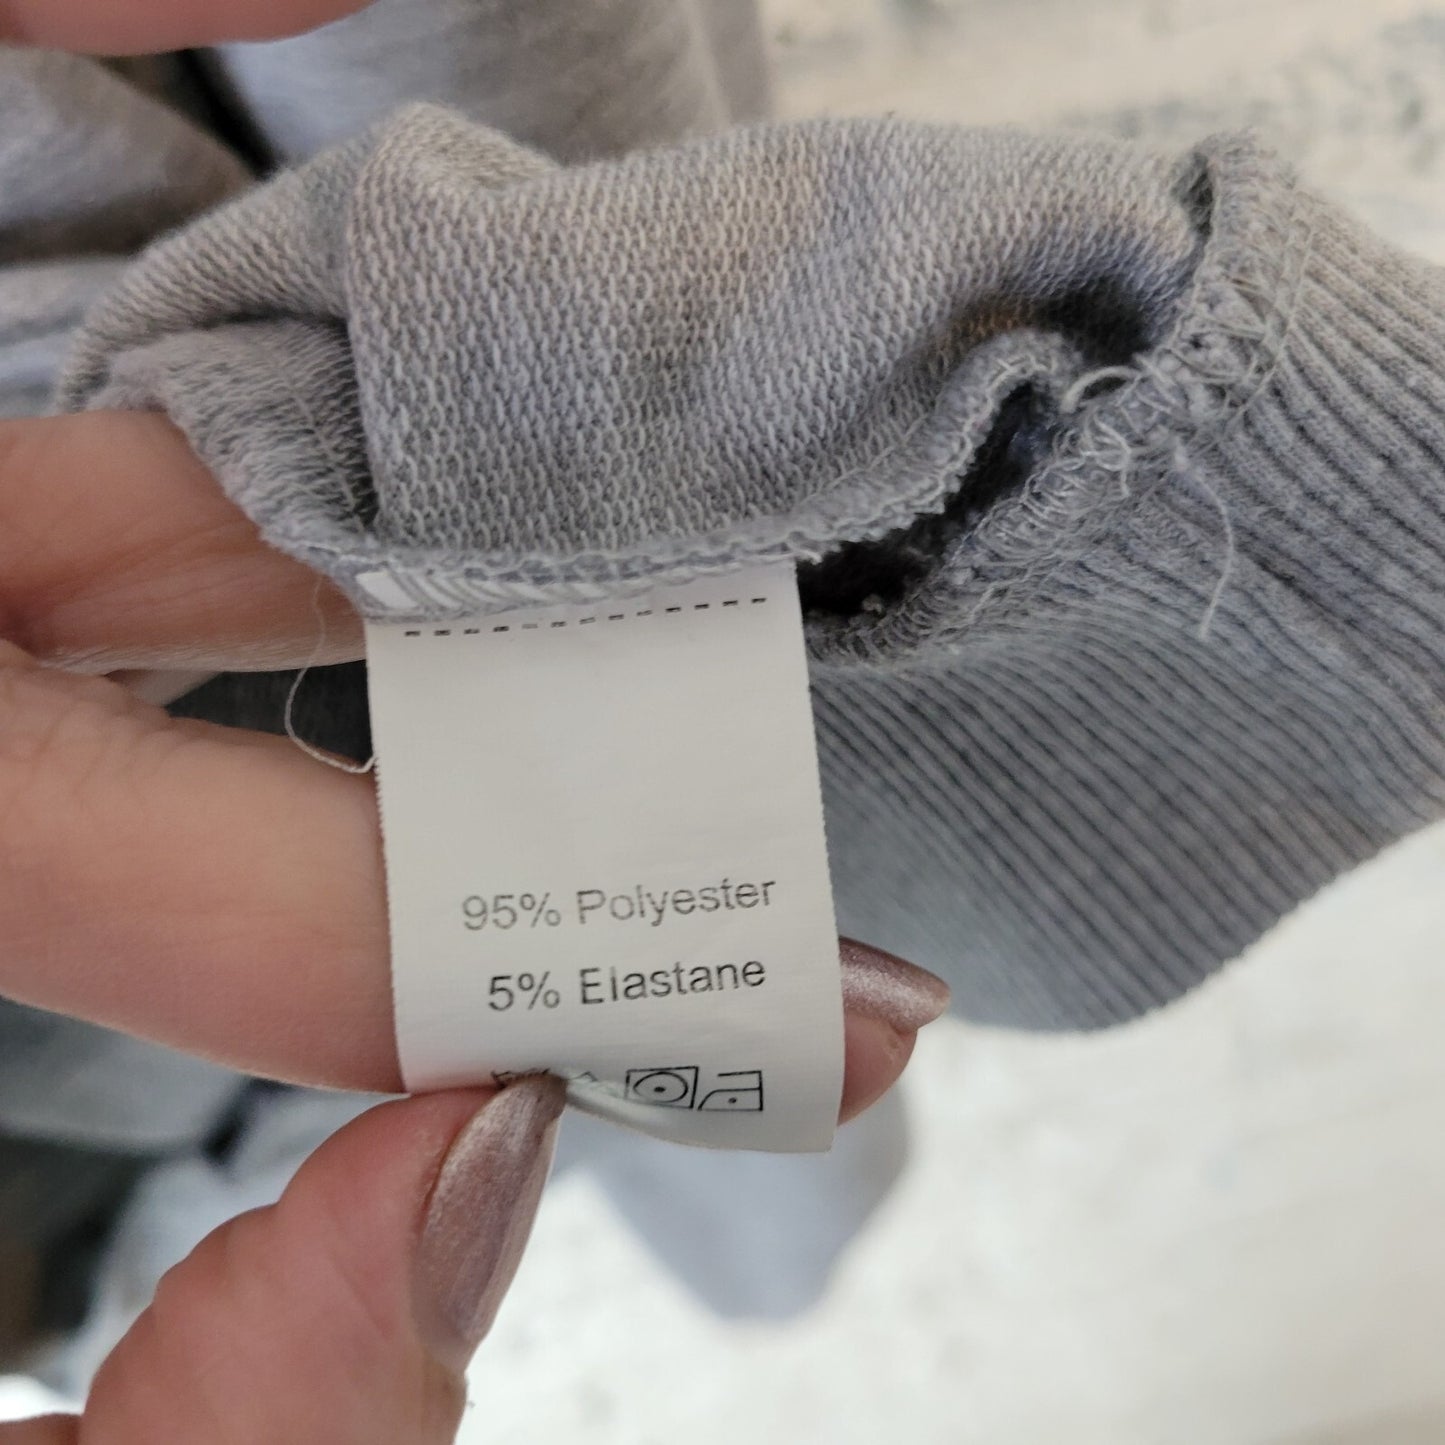 95% Polyester
5% Elastane